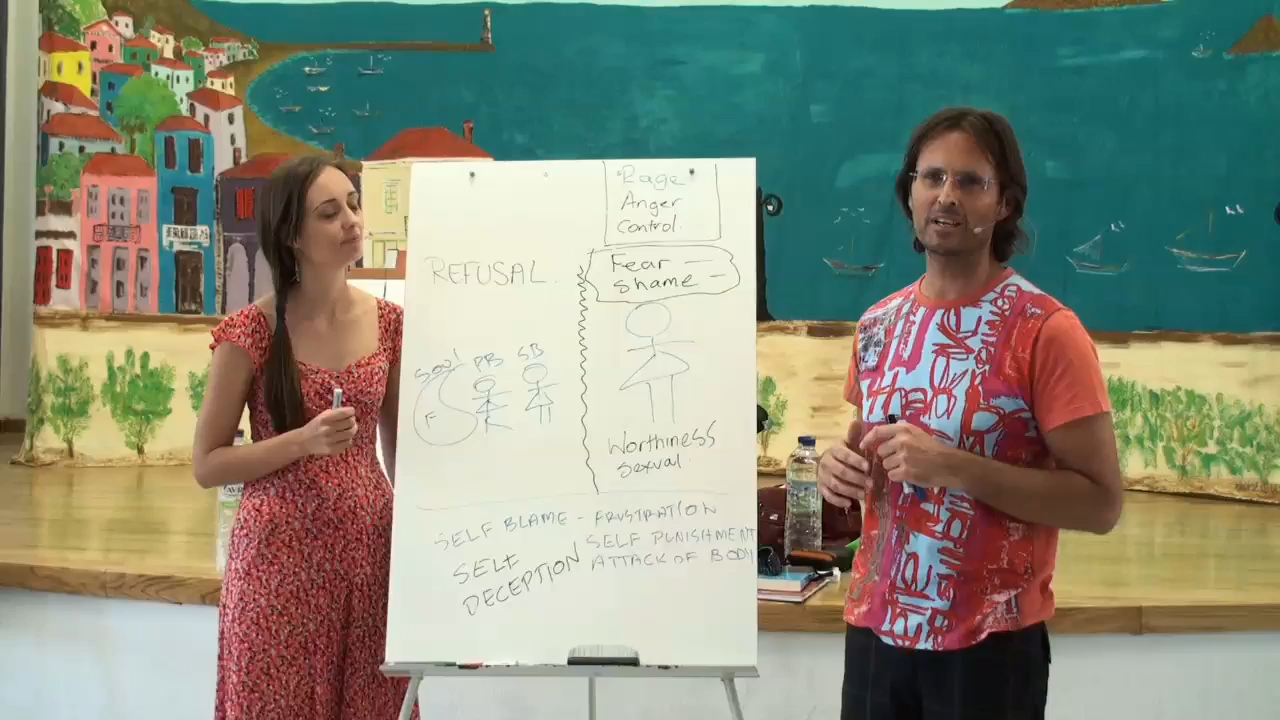 Rage
Anger
Control.
Fear
Shame
REFUSAL.
Soul
PB
SB
F
Worthiness
Sexual.
SELF BLAME - FRUSTRATION
SELF DECEPTION
SELF PUNISHMENT
ATTACK OF BODY